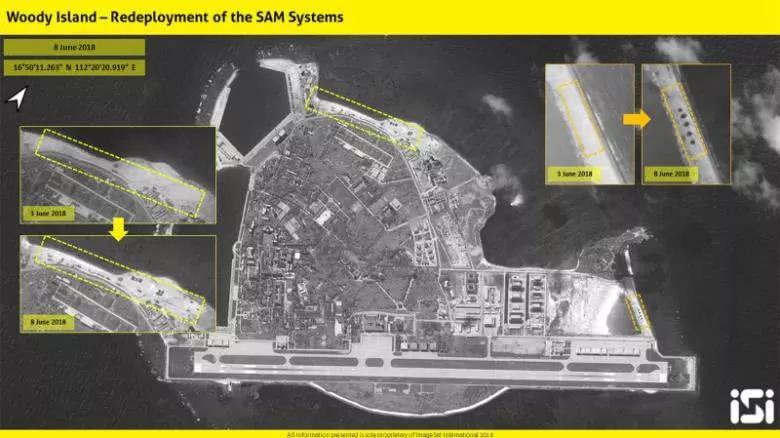 Woody Island – Redeployment of the SAM Systems
8 June 2018
16°50'11.263" N 112°20'20.919" E
3 June 2018
8 June 2018
3 June 2018
8 June 2018
iSi
All information presented is sole proprietary of ImageSat International 2018